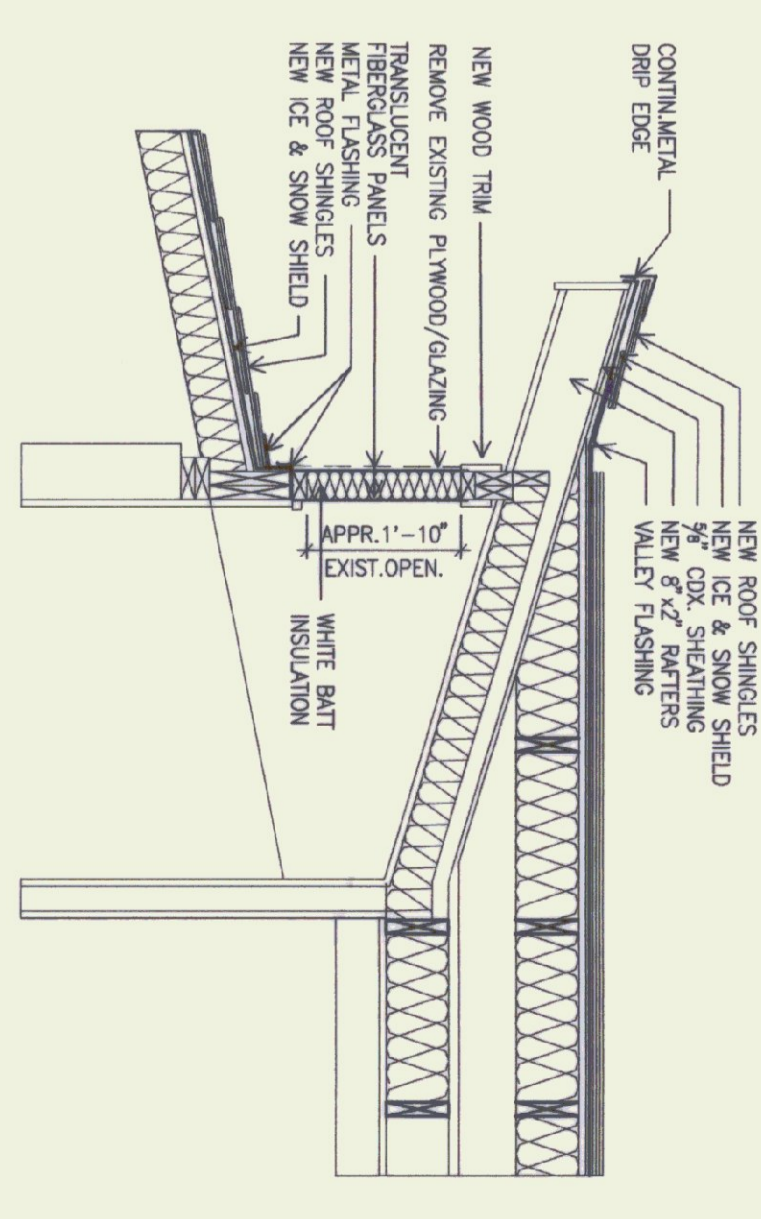 CONTIN.METAL
DRIP EDGE
NEW WOOD TRIM
REMOVE EXISTING PLYWOOD/GLAZING
TRANSLUCENT
FIBERGLASS PANELS
METAL FLASHING
NEW ROOF SHINGLES
NEW ICE & SNOW SHIELD
NEW ROOF SHINGLES
NEW ICE & SNOW SHIELD
5/8" CDX. SHEATHING
NEW 8"x2" RAFTERS
VALLEY FLASHING
APPR.1'-10"
EXIST.OPEN.
WHITE BATT
INSULATION